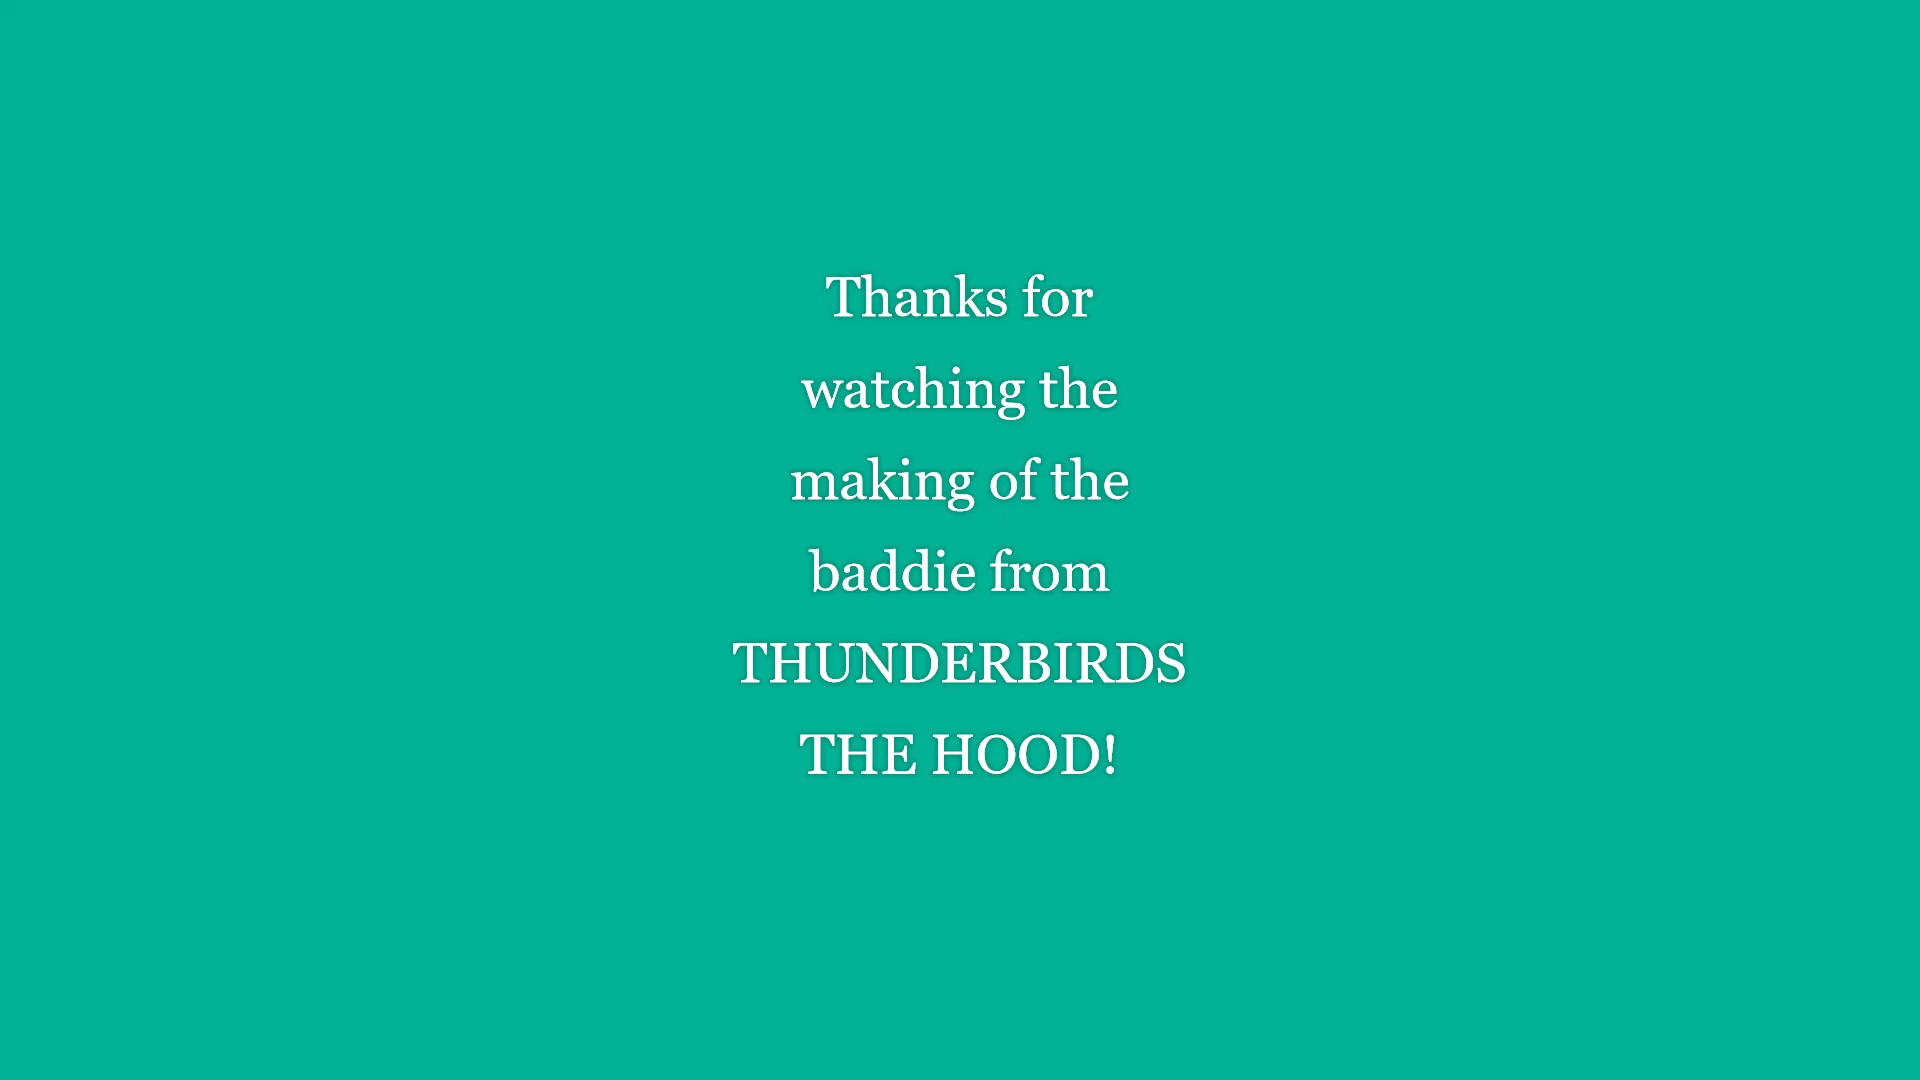 Thanks for
watching the
making of the
baddie from
THUNDERBIRDS
THE HOOD!